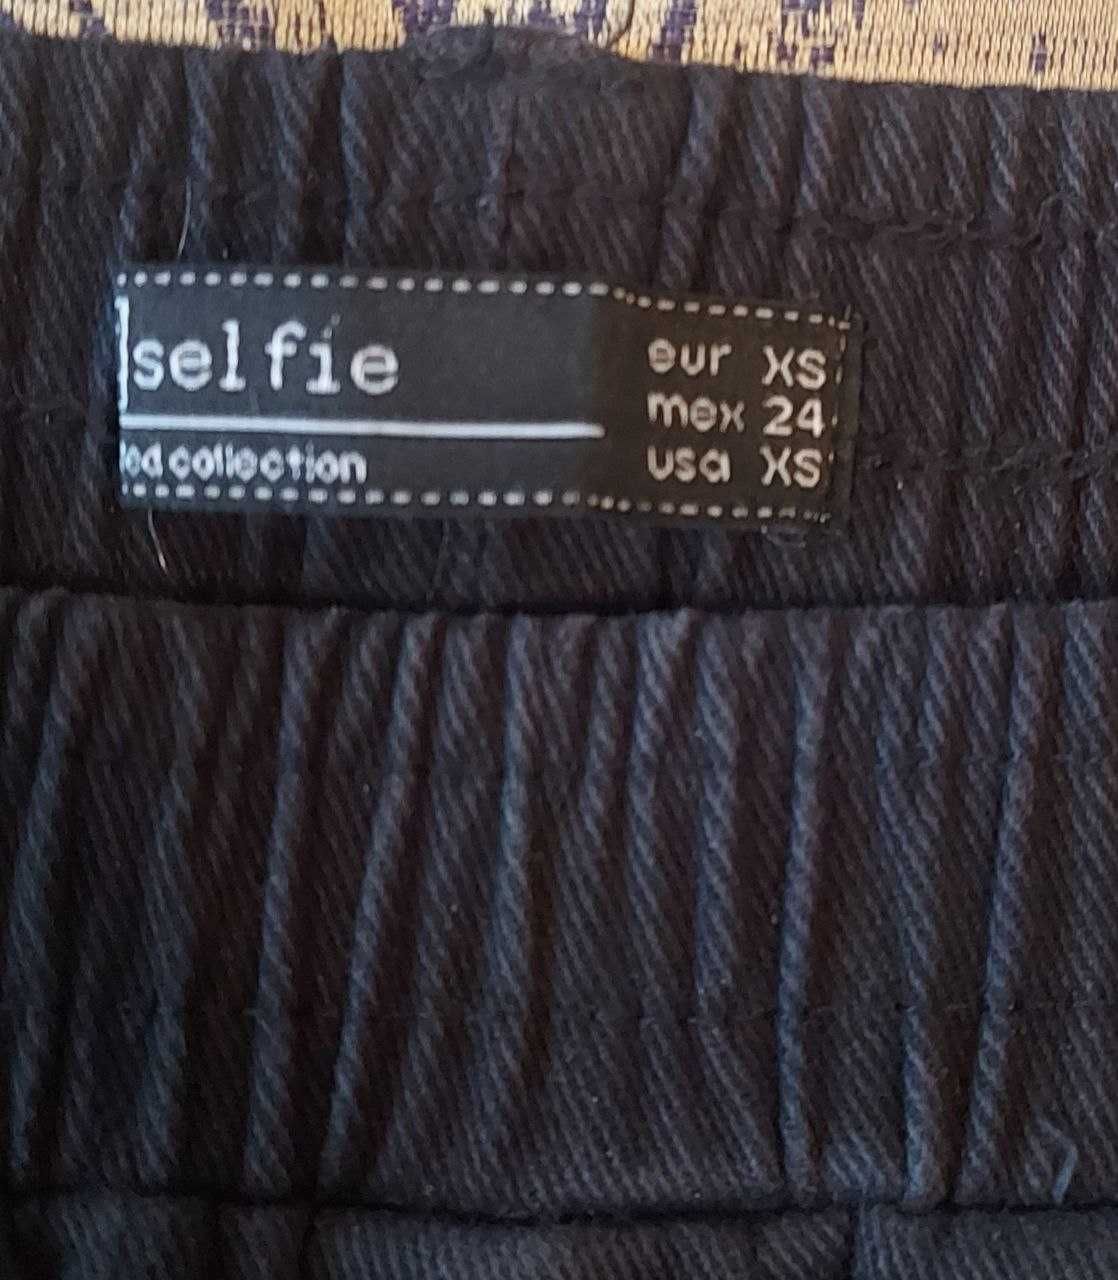 selfie
ed collection
eur XS
mex 24
usa XS